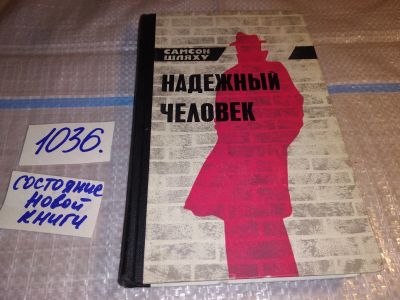 САМСОН
ШЛЯХУ
НАДЕЖНЫЙ
ЧЕЛОВЕК
1036.
состояние
новой
книги